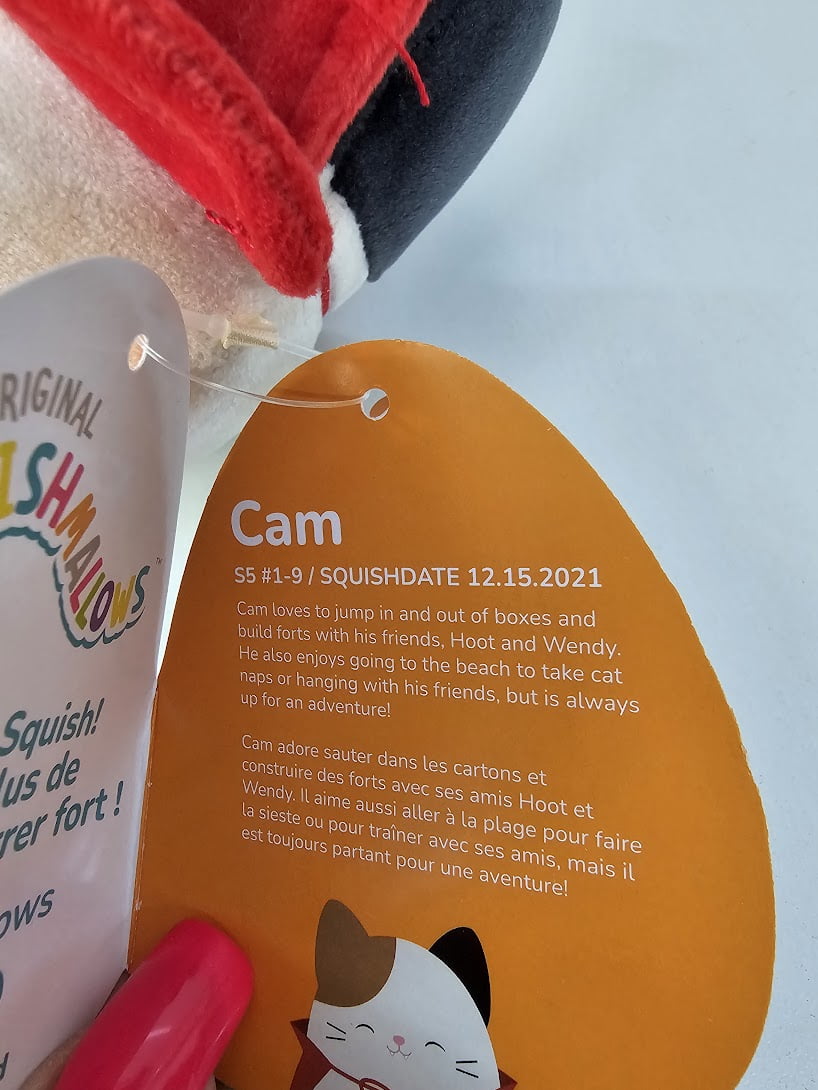 RIGINAL
ISHMALLOWS™
Squish!
lus de
rer fort !
ows
Cam
S5 #1-9 / SQUISHDATE 12.15.2021
Cam loves to jump in and out of boxes and
build forts with his friends, Hoot and Wendy.
He also enjoys going to the beach to take cat
naps or hanging with his friends, but is always
up for an adventure!
Cam adore sauter dans les cartons et
construire des forts avec ses amis Hoot et
Wendy. Il aime aussi aller à la plage pour faire
la sieste ou pour traîner avec ses amis, mais il
est toujours partant pour une aventure!